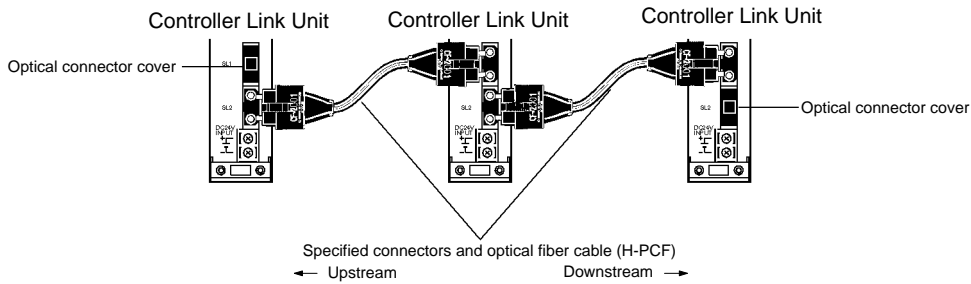 Controller Link Unit Controller Link Unit Controller Link Unit
Optical connector cover
SL1
SL2
SL2
SL2
Optical connector cover
DC24V
INPUT
DC24V
INPUT
DC24V
INPUT
Specified connectors and optical fiber cable (H-PCF)
Upstream Downstream